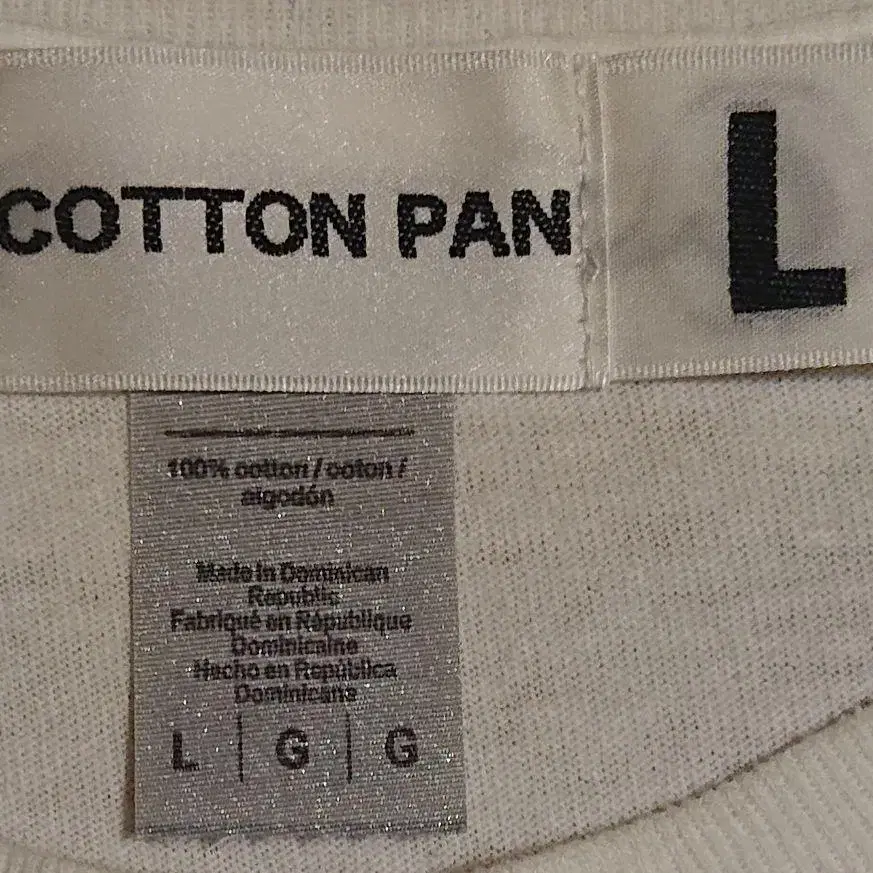 COTTON PAN
L
100% cotton / coton /
algodón
Made in Dominican
Republic
Fabriqué en République
Dominicaine
Hecho en República
Dominicana
L | G | G